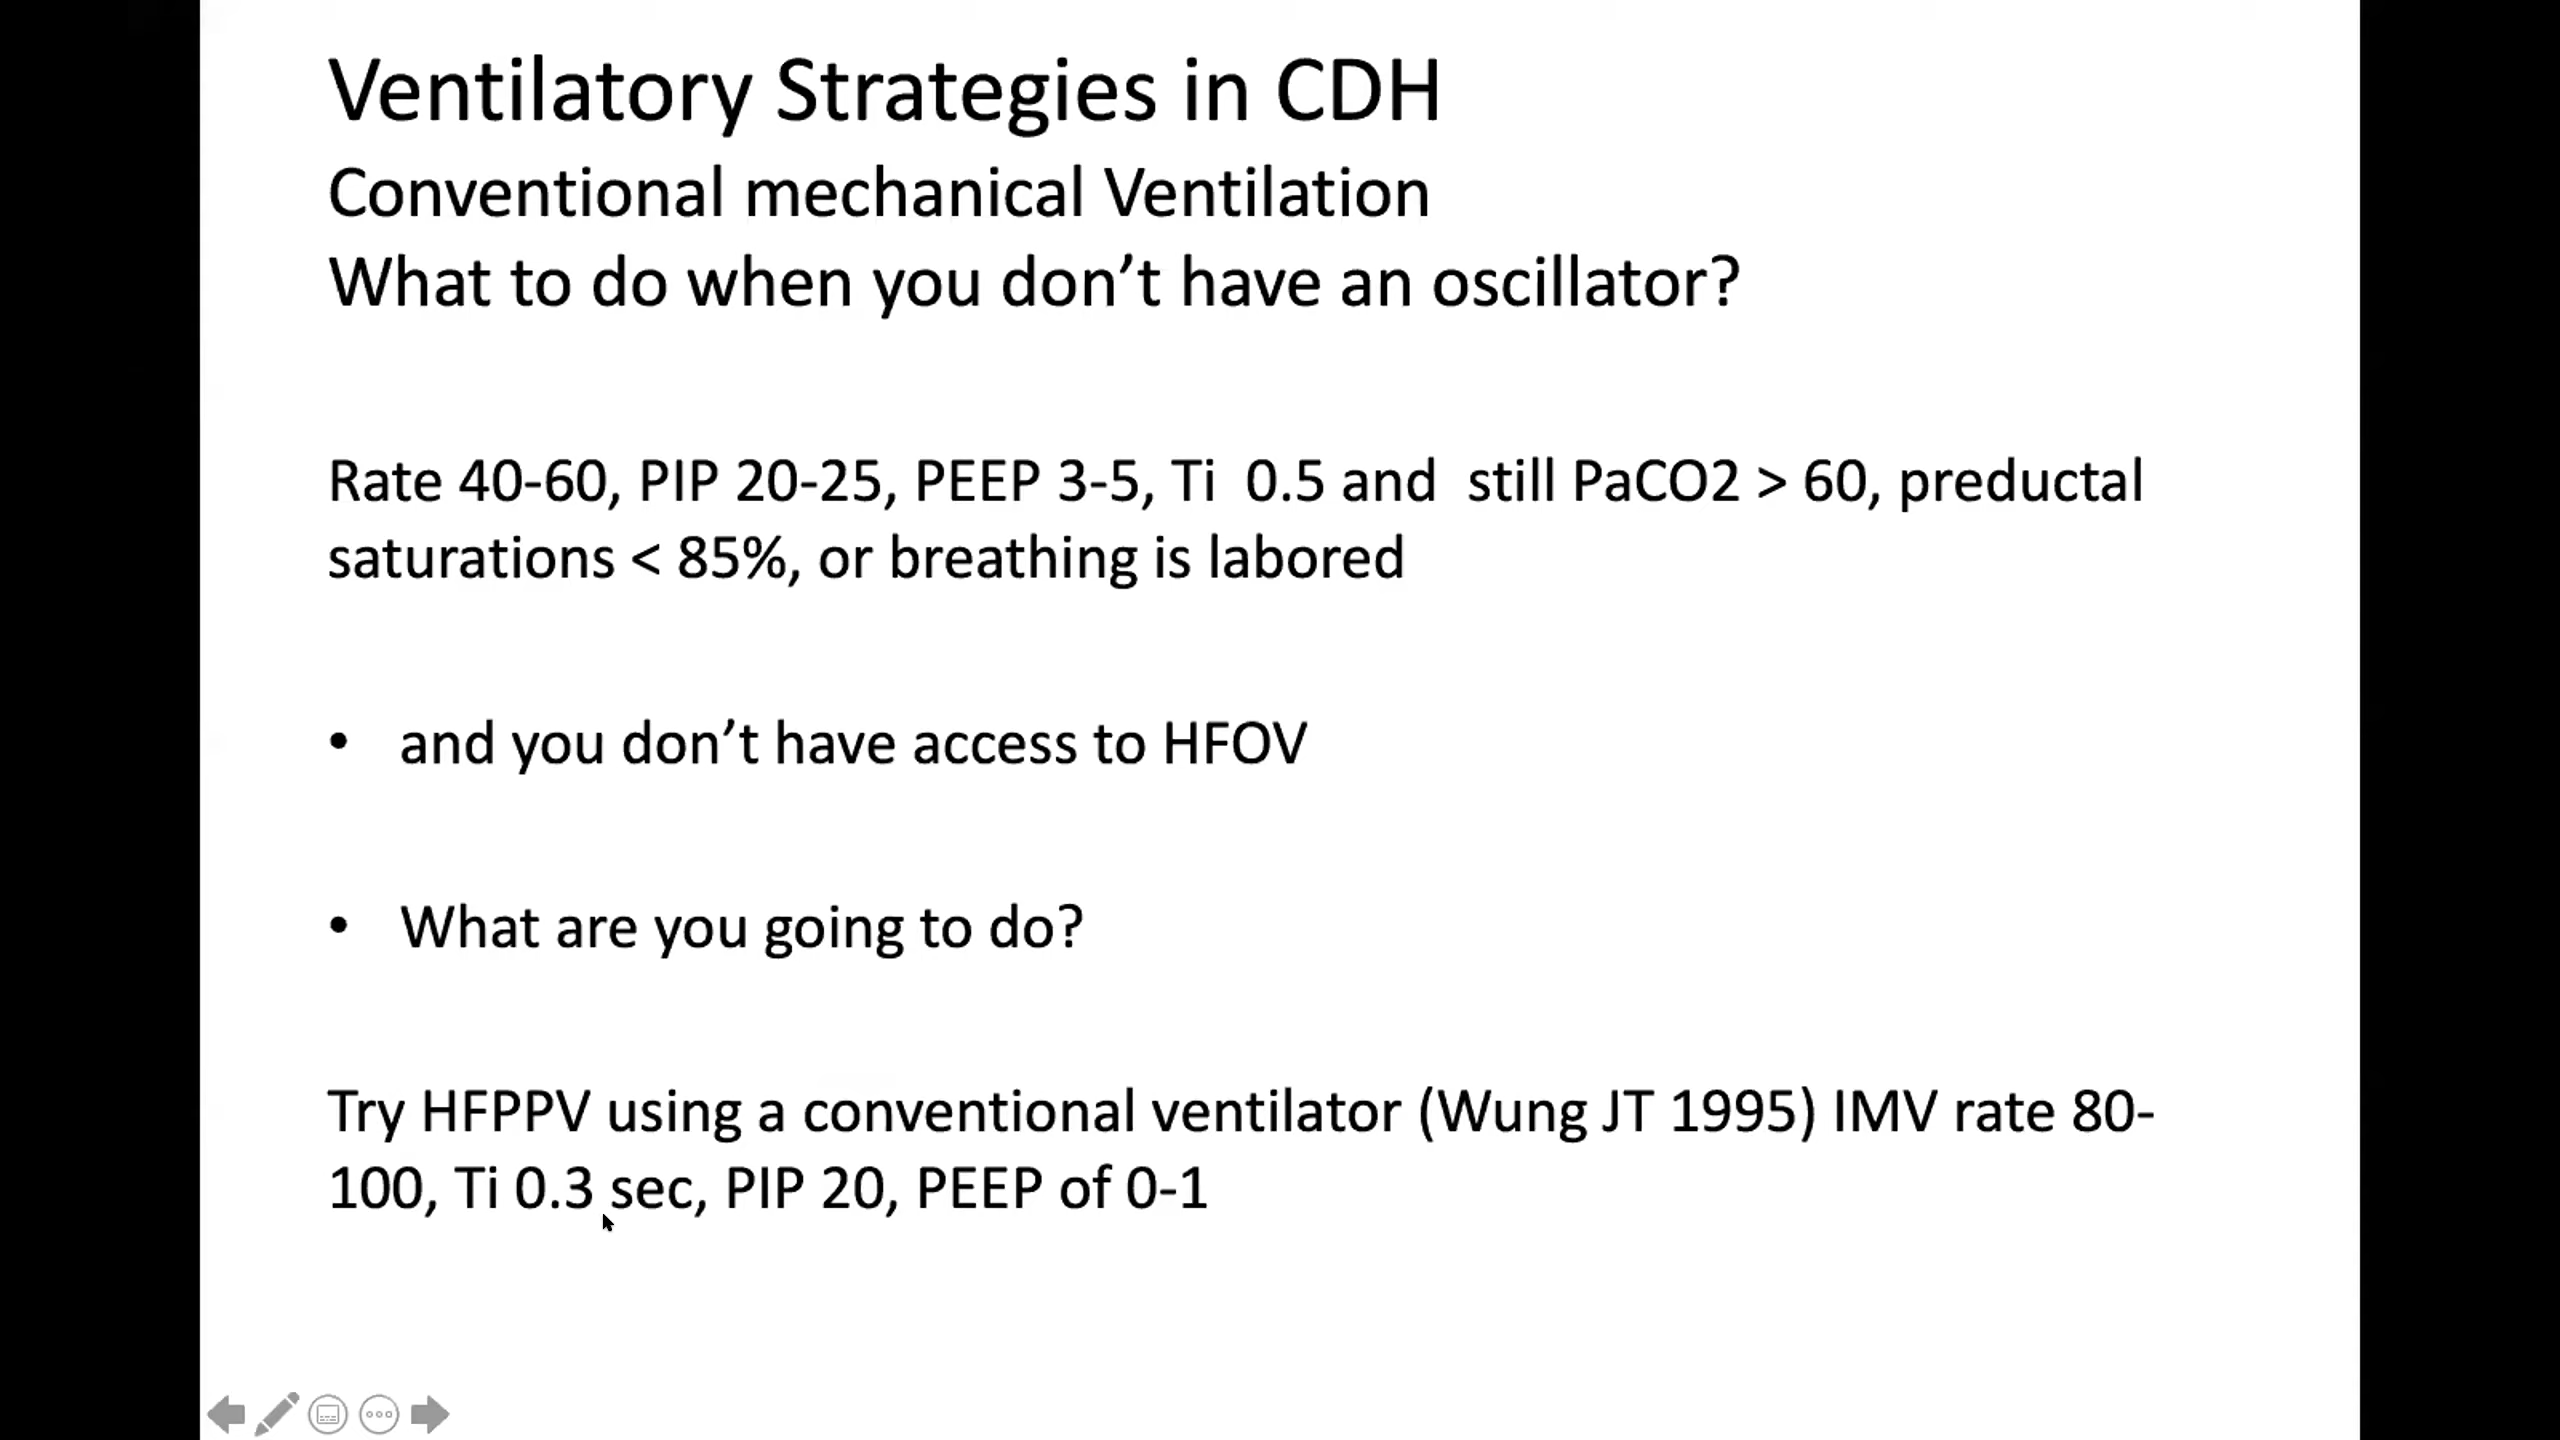 Ventilatory Strategies in CDH
Conventional mechanical Ventilation
What to do when you don’t have an oscillator?
Rate 40-60, PIP 20-25, PEEP 3-5, Ti  0.5 and  still PaCO2 > 60, preductal
saturations < 85%, or breathing is labored
• and you don’t have access to HFOV
• What are you going to do?
Try HFPPV using a conventional ventilator (Wung JT 1995) IMV rate 80-
100, Ti 0.3 sec, PIP 20, PEEP of 0-1